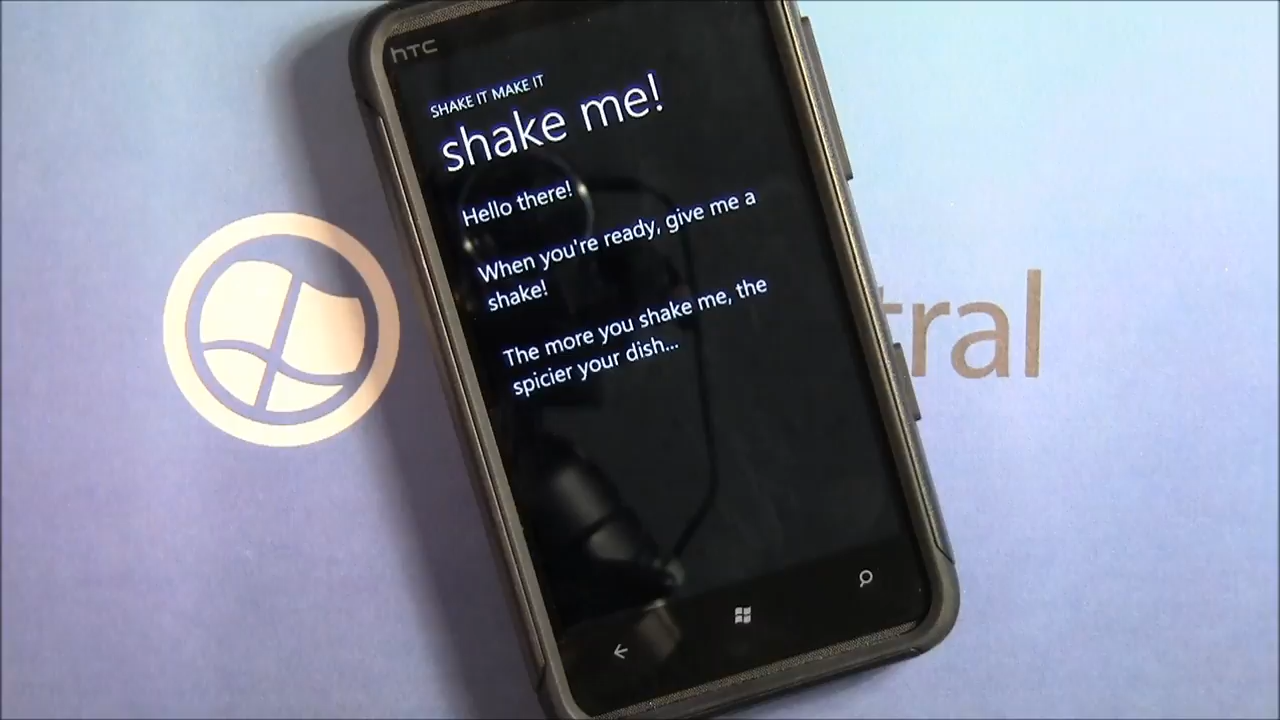 hTC
SHAKE IT MAKE IT
shake me!
Hello there!
When you're ready, give me a
shake!
The more you shake me, the
spicier your dish...
tral